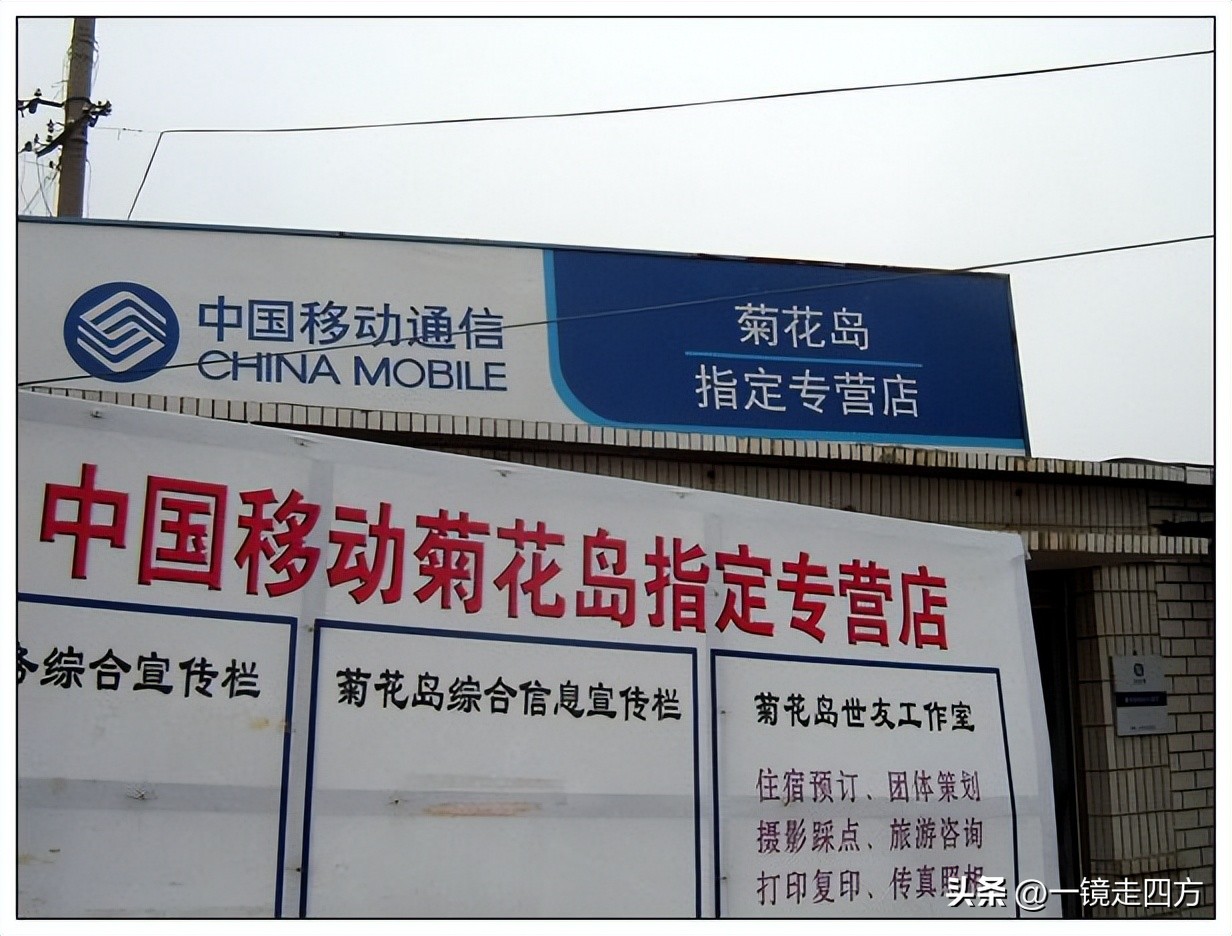 中国移动通信
CHINA MOBILE
菊花岛
指定专营店
中国移动菊花岛指定专营店
务综合宣传栏
菊花岛综合信息宣传栏
菊花岛世友工作室
住宿预订、团体策划
摄影踩点、旅游咨询
打印复印、传真照相
头条 @一镜走四方